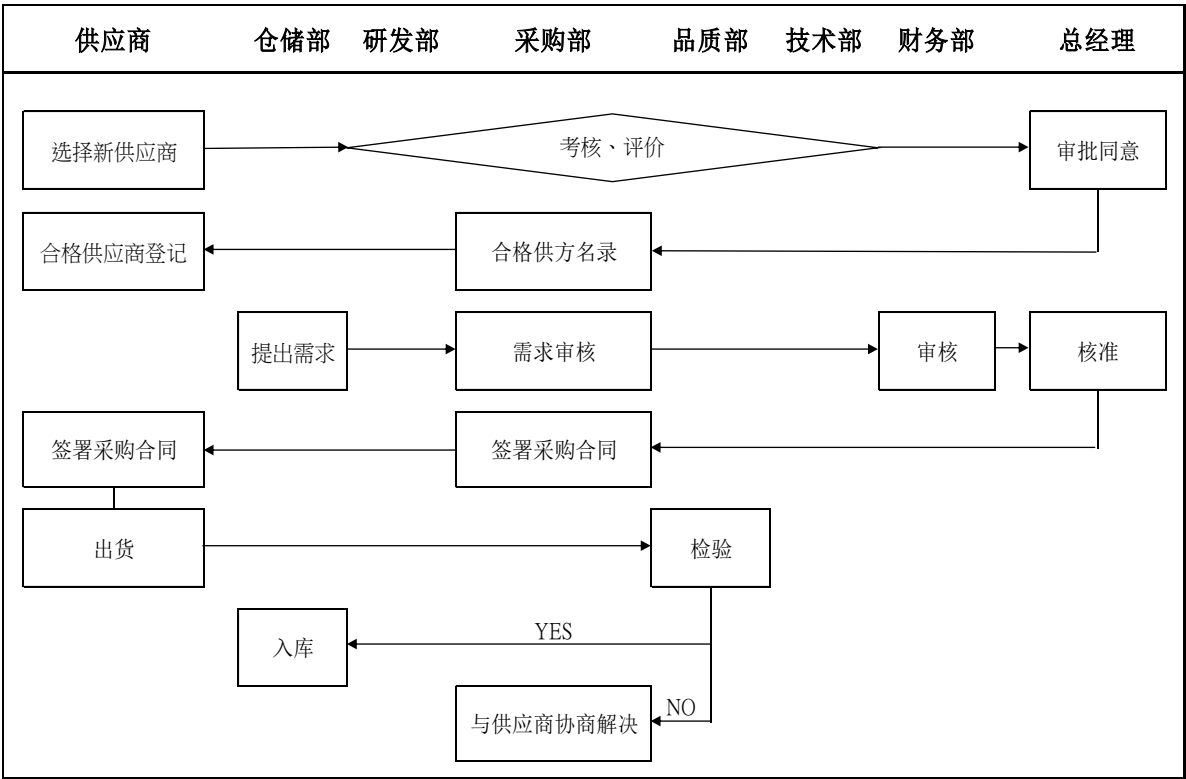 供应商 仓储部 研发部 采购部 品质部 技术部 财务部 总经理
选择新供应商 考核、评价 审批同意
合格供应商登记 合格供方名录
提出需求 需求审核 审核 核准
签署采购合同 签署采购合同
出货 检验
YES
入库
NO
与供应商协商解决